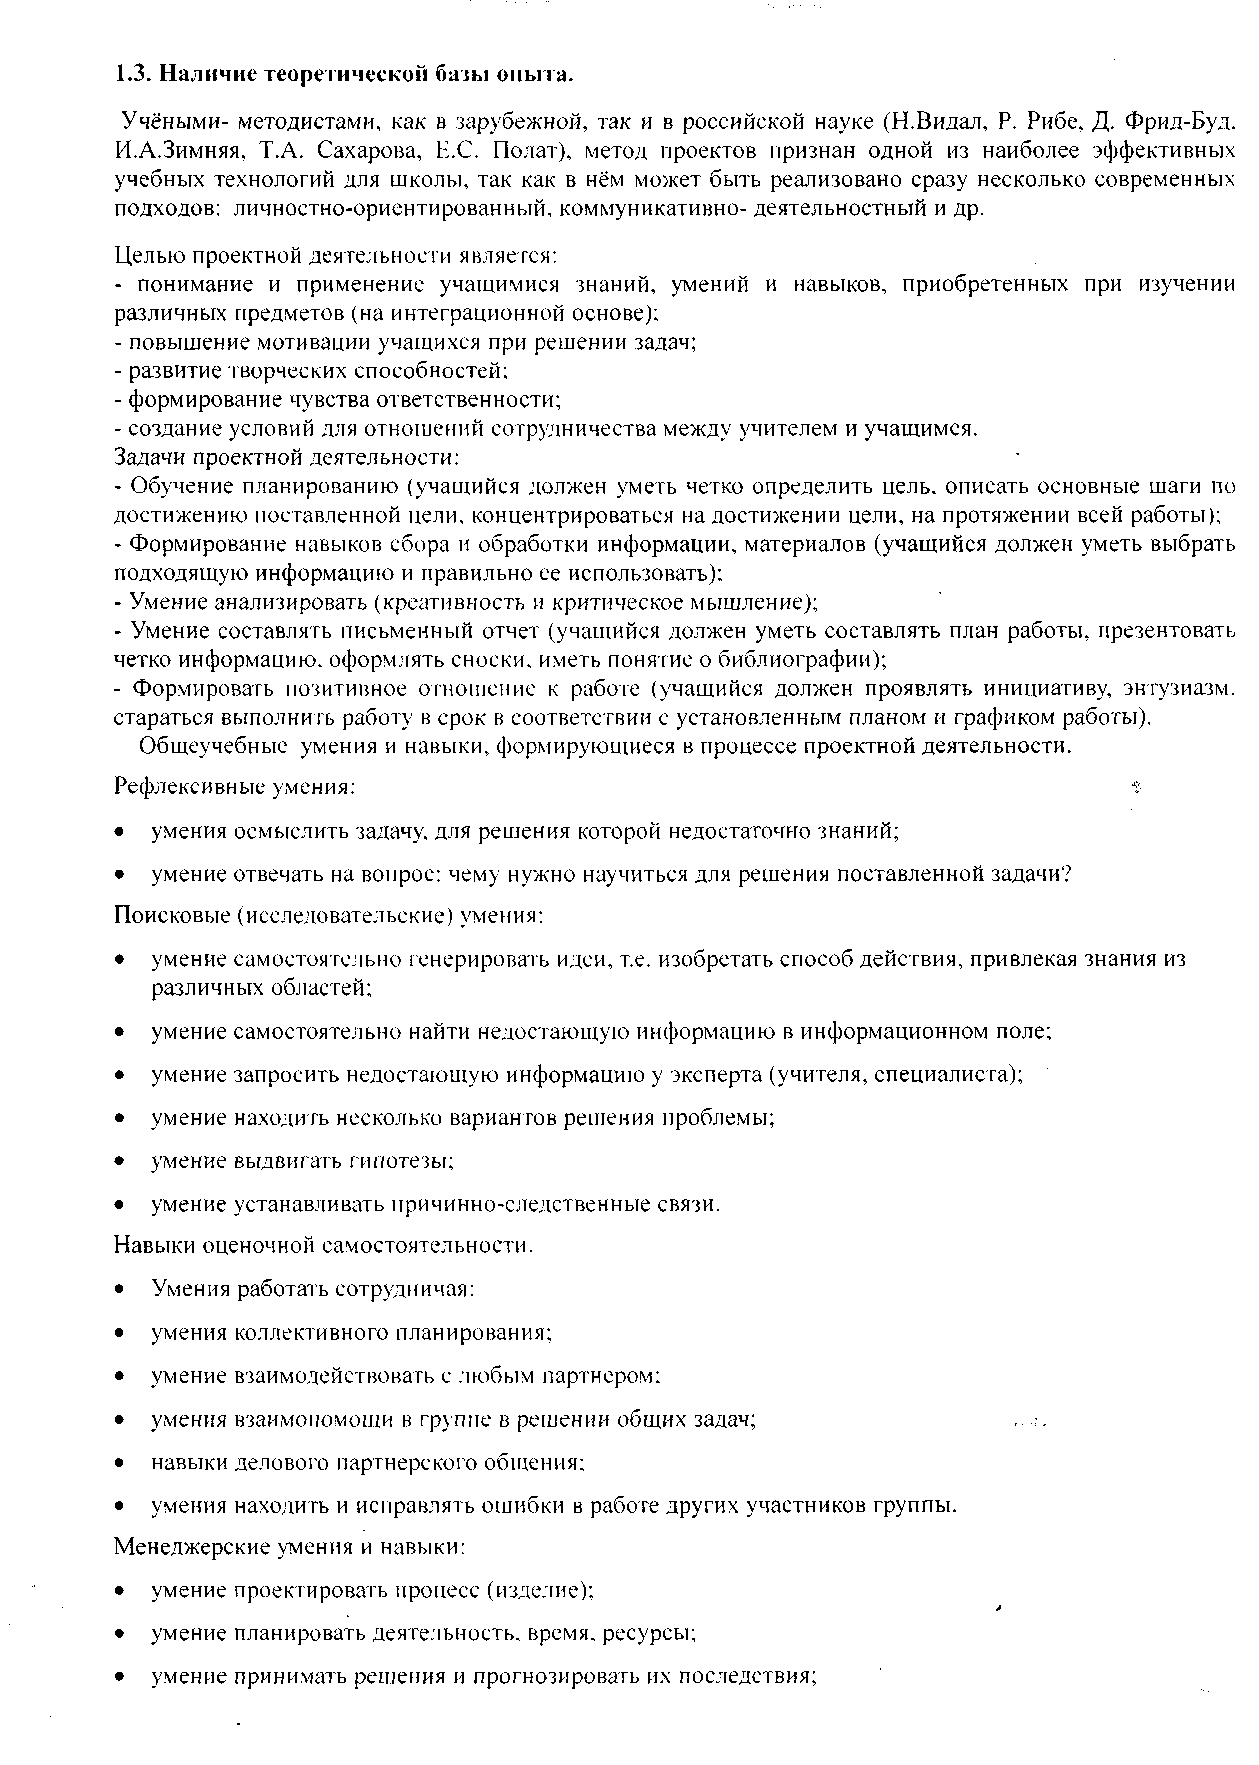 1.3. Наличие теоретической базы опыта.
Учёными- методистами, как в зарубежной, так и в российской науке (Н.Видал, Р. Рибе, Д. Фрид-Буд,
И.А.Зимняя, Т.А. Сахарова, Е.С. Полат), метод проектов признан одной из наиболее эффективных
учебных технологий для школы, так как в нём может быть реализовано сразу несколько современных
подходов: личностно-ориентированный, коммуникативно- деятельностный и др.
Целью проектной деятельности является:
- понимание и применение учащимися знаний, умений и навыков, приобретенных при изучении
различных предметов (на интеграционной основе);
- повышение мотивации учащихся при решении задач;
- развитие творческих способностей;
- формирование чувства ответственности;
- создание условий для отношений сотрудничества между учителем и учащимся.
Задачи проектной деятельности:
- Обучение планированию (учащийся должен уметь четко определить цель, описать основные шаги по
достижению поставленной цели, концентрироваться на достижении цели, на протяжении всей работы);
- Формирование навыков сбора и обработки информации, материалов (учащийся должен уметь выбрать
подходящую информацию и правильно ее использовать);
- Умение анализировать (креативность и критическое мышление);
- Умение составлять письменный отчет (учащийся должен уметь составлять план работы, презентовать
четко информацию, оформлять сноски, иметь понятие о библиографии);
- Формировать позитивное отношение к работе (учащийся должен проявлять инициативу, энтузиазм,
стараться выполнить работу в срок в соответствии с установленным планом и графиком работы).
Общеучебные умения и навыки, формирующиеся в процессе проектной деятельности.
Рефлексивные умения:
• умения осмыслить задачу, для решения которой недостаточно знаний;
• умение отвечать на вопрос: чему нужно научиться для решения поставленной задачи?
Поисковые (исследовательские) умения:
• умение самостоятельно генерировать идеи, т.е. изобретать способ действия, привлекая знания из
различных областей;
• умение самостоятельно найти недостающую информацию в информационном поле;
• умение запросить недостающую информацию у эксперта (учителя, специалиста);
• умение находить несколько вариантов решения проблемы;
• умение выдвигать гипотезы;
• умение устанавливать причинно-следственные связи.
Навыки оценочной самостоятельности.
• Умения работать сотрудничая:
• умения коллективного планирования;
• умение взаимодействовать с любым партнером;
• умения взаимопомощи в группе в решении общих задач;
• навыки делового партнерского общения;
• умения находить и исправлять ошибки в работе других участников группы.
Менеджерские умения и навыки:
• умение проектировать процесс (изделие);
• умение планировать деятельность, время, ресурсы;
• умение принимать решения и прогнозировать их последствия;